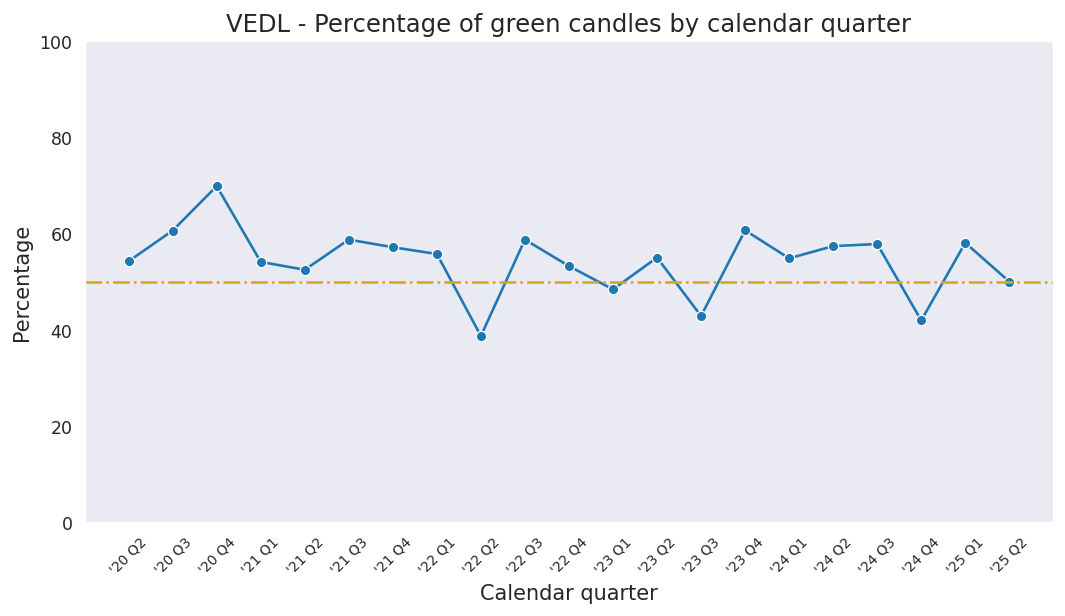 VEDL - Percentage of green candles by calendar quarter
100
80
60
40
20
0
Percentage
'20 Q2
'20 Q3
'20 Q4
'21 Q1
'21 Q2
'21 Q3
'21 Q4
'22 Q1
'22 Q2
'22 Q3
'22 Q4
'23 Q1
'23 Q2
'23 Q3
'23 Q4
'24 Q1
'24 Q2
'24 Q3
'24 Q4
'25 Q1
'25 Q2
Calendar quarter